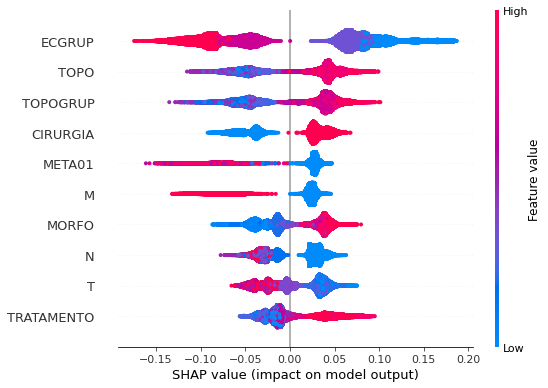 High
ECGRUP
TOPO
TOPOGRUP
CIRURGIA
META01
M
MORFO
N
T
TRATAMENTO
Feature value
Low
−0.15 −0.10 −0.05 0.00 0.05 0.10 0.15 0.20
SHAP value (impact on model output)